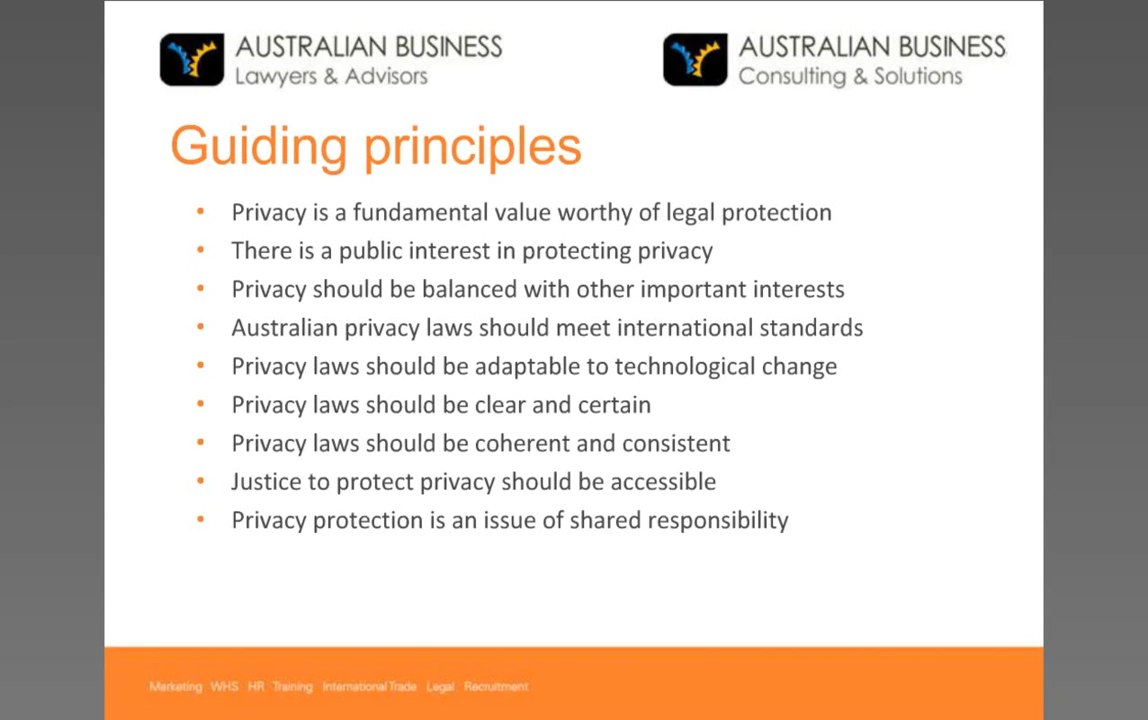 AUSTRALIAN BUSINESS
Lawyers & Advisors
AUSTRALIAN BUSINESS
Consulting & Solutions
Guiding principles
• Privacy is a fundamental value worthy of legal protection
• There is a public interest in protecting privacy
• Privacy should be balanced with other important interests
• Australian privacy laws should meet international standards
• Privacy laws should be adaptable to technological change
• Privacy laws should be clear and certain
• Privacy laws should be coherent and consistent
• Justice to protect privacy should be accessible
• Privacy protection is an issue of shared responsibility
Marketing WHS HR Training International Trade Legal Recruitment